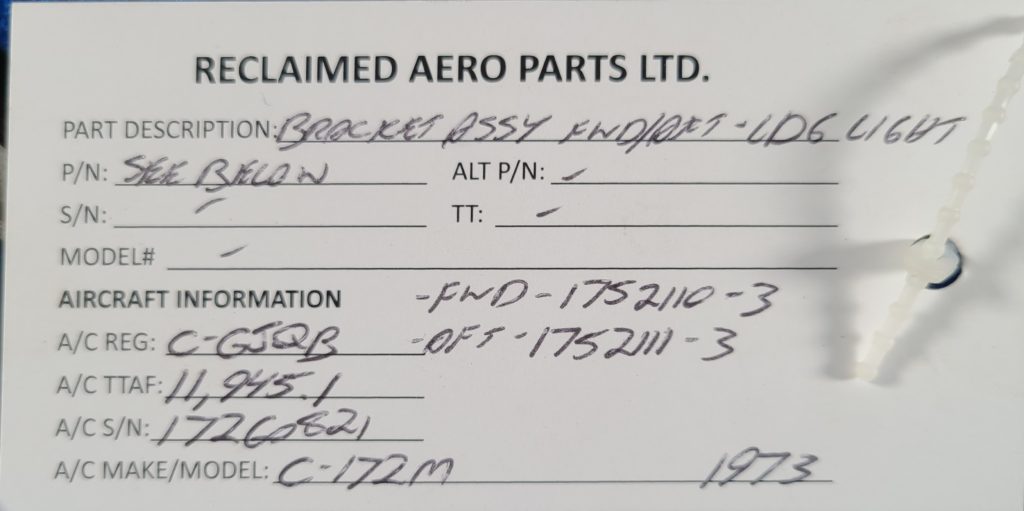 RECLAIMED AERO PARTS LTD.
PART DESCRIPTION: BRACKET ASSY FWD/AFT - LDG LIGHT
P/N: SEE BELOW ALT P/N: -
S/N: - TT: -
MODEL# -
AIRCRAFT INFORMATION -FWD-1752110-3
A/C REG: C-GJQB -AFT-1752111-3
A/C TTAF: 11,945.1
A/C S/N: 17260821
A/C MAKE/MODEL: C-172M 1973